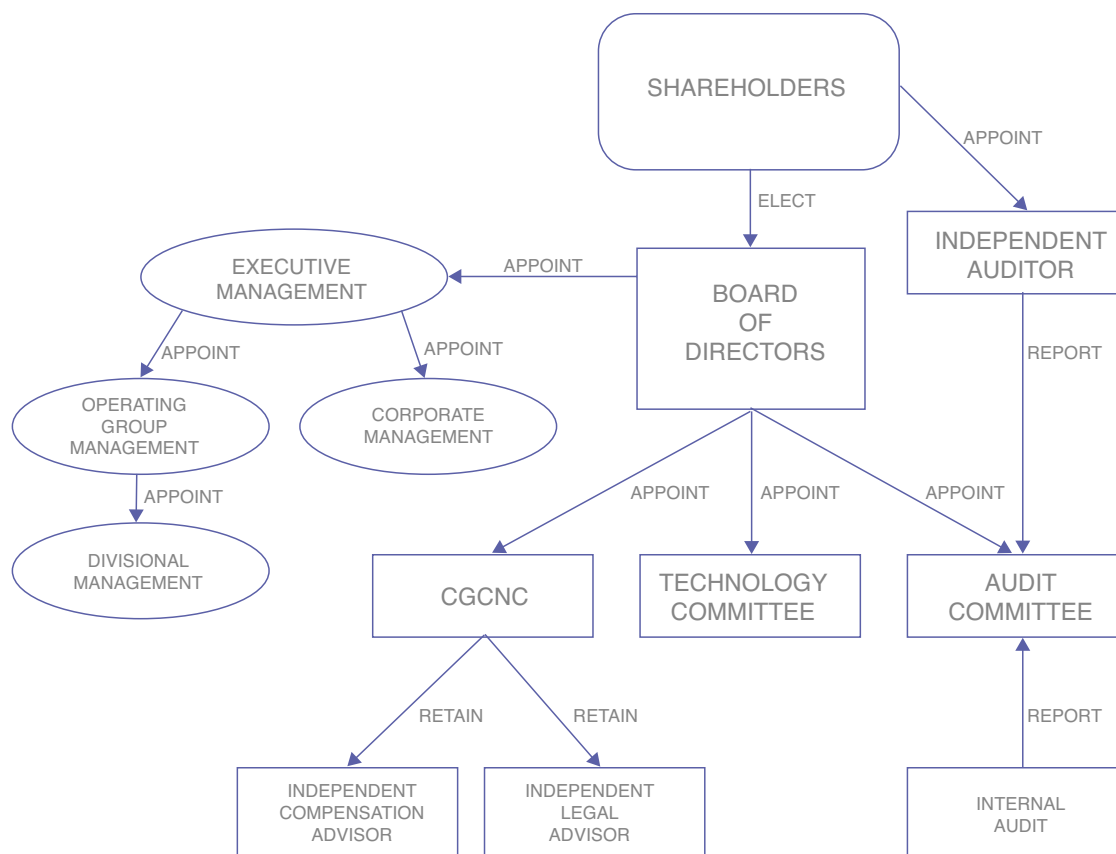 SHAREHOLDERS
APPOINT
ELECT
INDEPENDENT
AUDITOR
EXECUTIVE
MANAGEMENT
APPOINT
BOARD
OF
DIRECTORS
APPOINT
APPOINT
REPORT
OPERATING
GROUP
MANAGEMENT
CORPORATE
MANAGEMENT
APPOINT
APPOINT
APPOINT
APPOINT
DIVISIONAL
MANAGEMENT
CGCNC
TECHNOLOGY
COMMITTEE
AUDIT
COMMITTEE
RETAIN
RETAIN
REPORT
INDEPENDENT
COMPENSATION
ADVISOR
INDEPENDENT
LEGAL
ADVISOR
INTERNAL
AUDIT